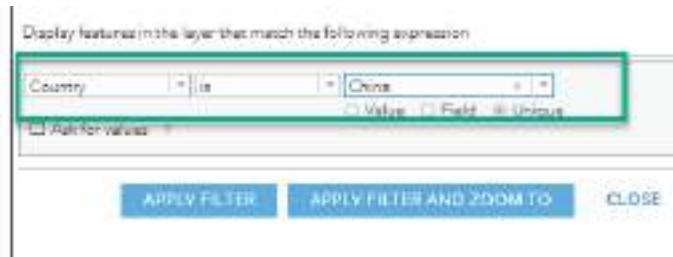 Display features in the layer that match the following expression
Country is China
Value Field Unique
Ask for values
APPLY FILTER APPLY FILTER AND ZOOM TO CLOSE